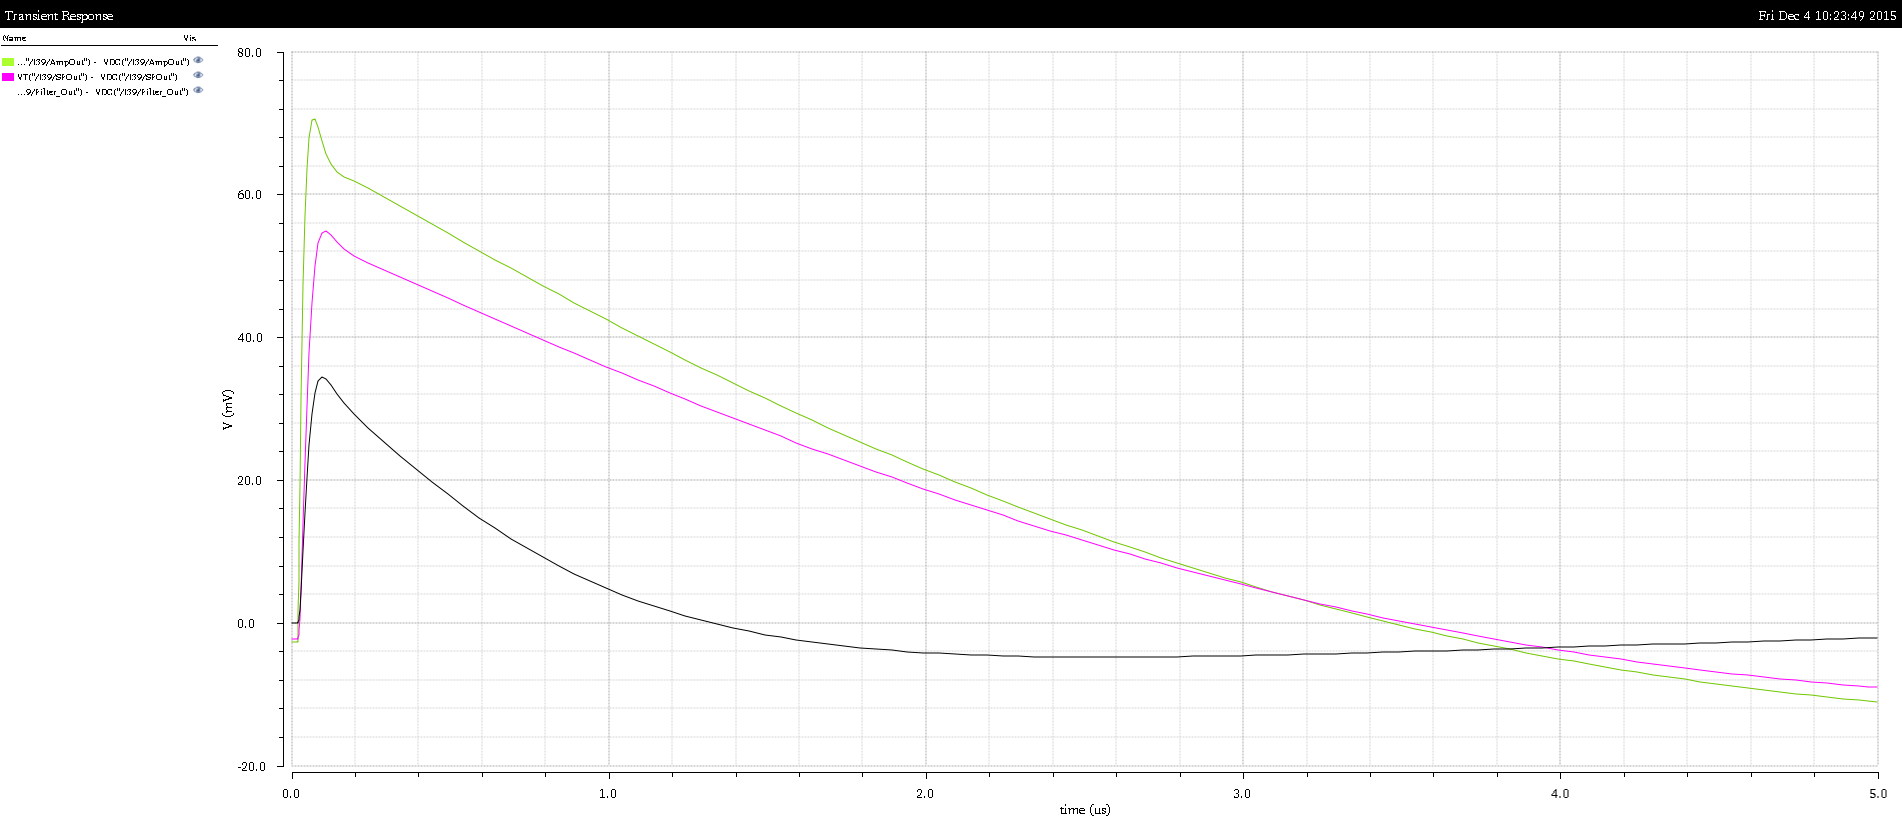 Transient Response
Fri Dec 4 10:23:49 2015
Name Vis
..."/I39/AmpOut") - VDC("/I39/AmpOut")
VT("/I39/SFOut") - VDC("/I39/SFOut")
...9/Filter_Out") - VDC("/I39/Filter_Out")
80.0
60.0
40.0
20.0
0.0
-20.0
V (mV)
0.0 1.0 2.0 3.0 4.0 5.0
time (us)